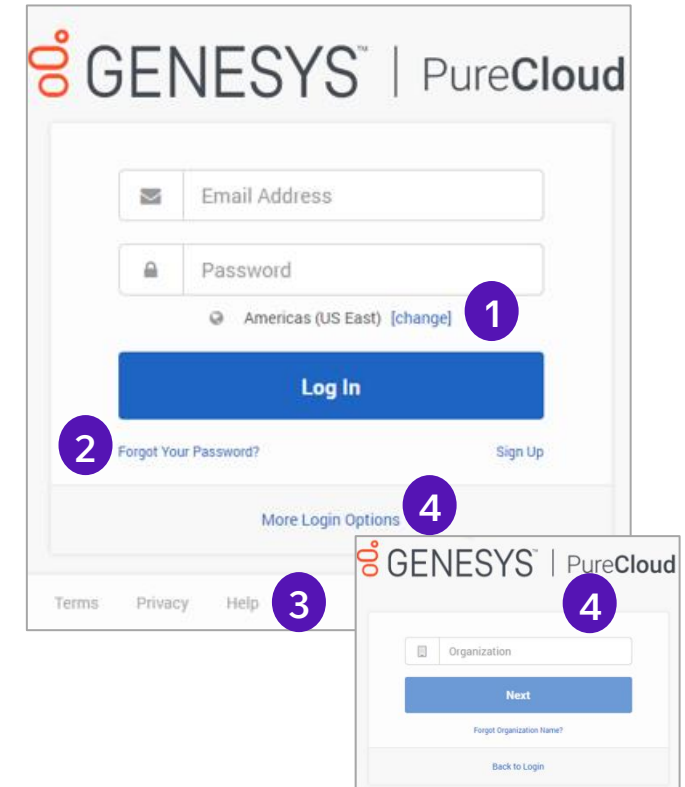 GENESYS™ | PureCloud
Email Address
Password
Americas (US East) [change] 1
Log In
2 Forgot Your Password? Sign Up
More Login Options 4
Terms Privacy Help 3
GENESYS™ | PureCloud
4
Organization
Next
Forgot Organization Name?
Back to Login